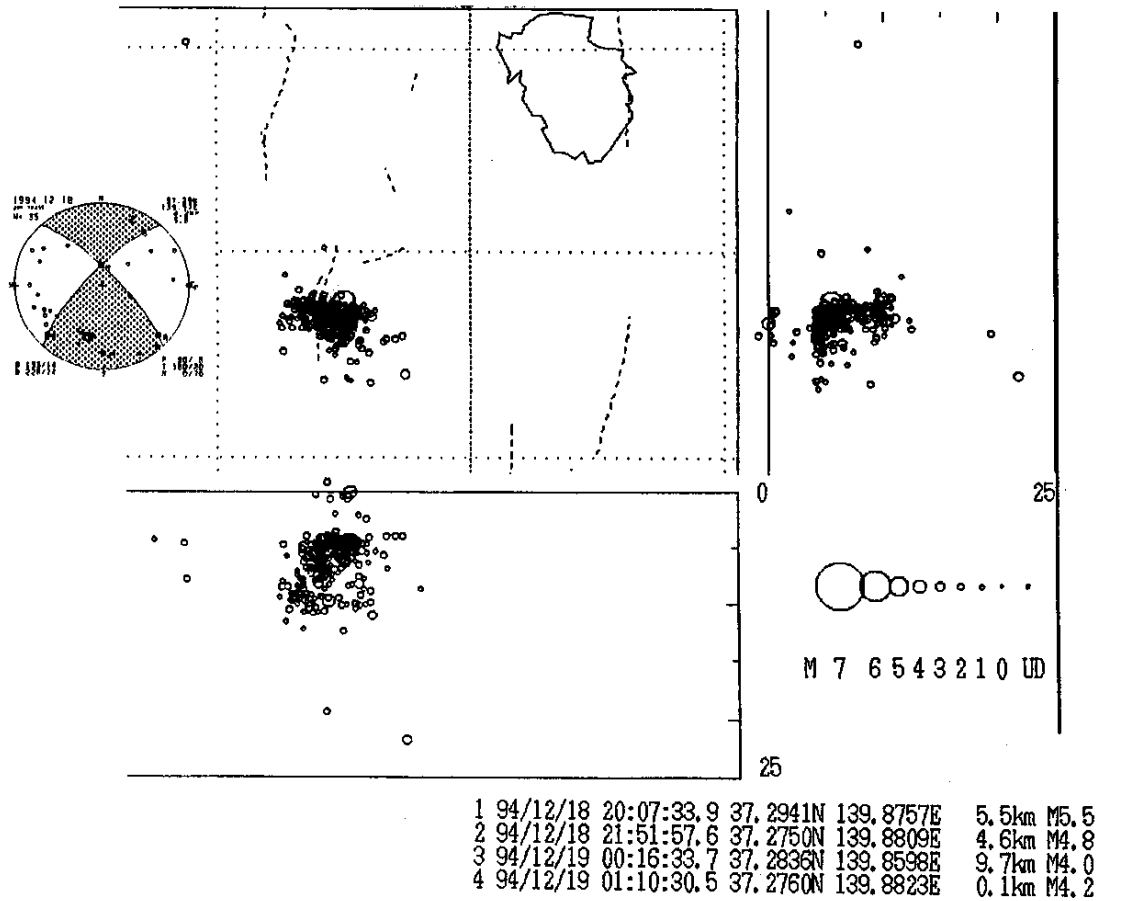 1994 12 18
N= 35
0
25
M 7 6 5 4 3 2 1 0 UD
25
1 94/12/18 20:07:33.9 37.2941N 139.8757E 5.5km M5.5
2 94/12/18 21:51:57.6 37.2750N 139.8809E 4.6km M4.8
3 94/12/19 00:16:33.7 37.2836N 139.8598E 9.7km M4.0
4 94/12/19 01:10:30.5 37.2760N 139.8823E 0.1km M4.2